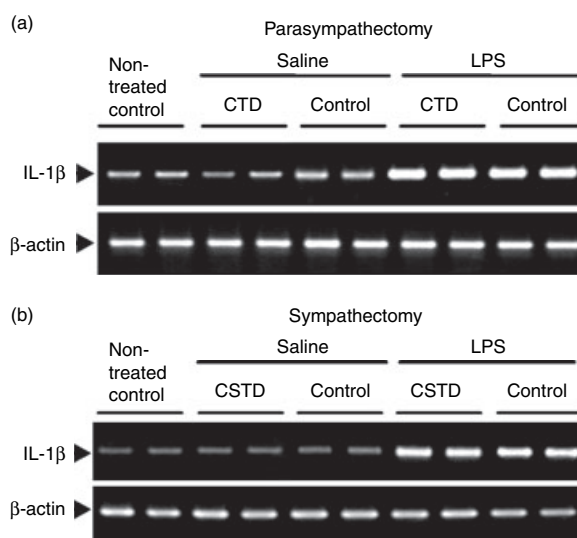 (a)
Parasympathectomy
Non-treated control
Saline
LPS
CTD
Control
CTD
Control
IL-1β
β-actin
(b)
Sympathectomy
Non-treated control
Saline
LPS
CSTD
Control
CSTD
Control
IL-1β
β-actin